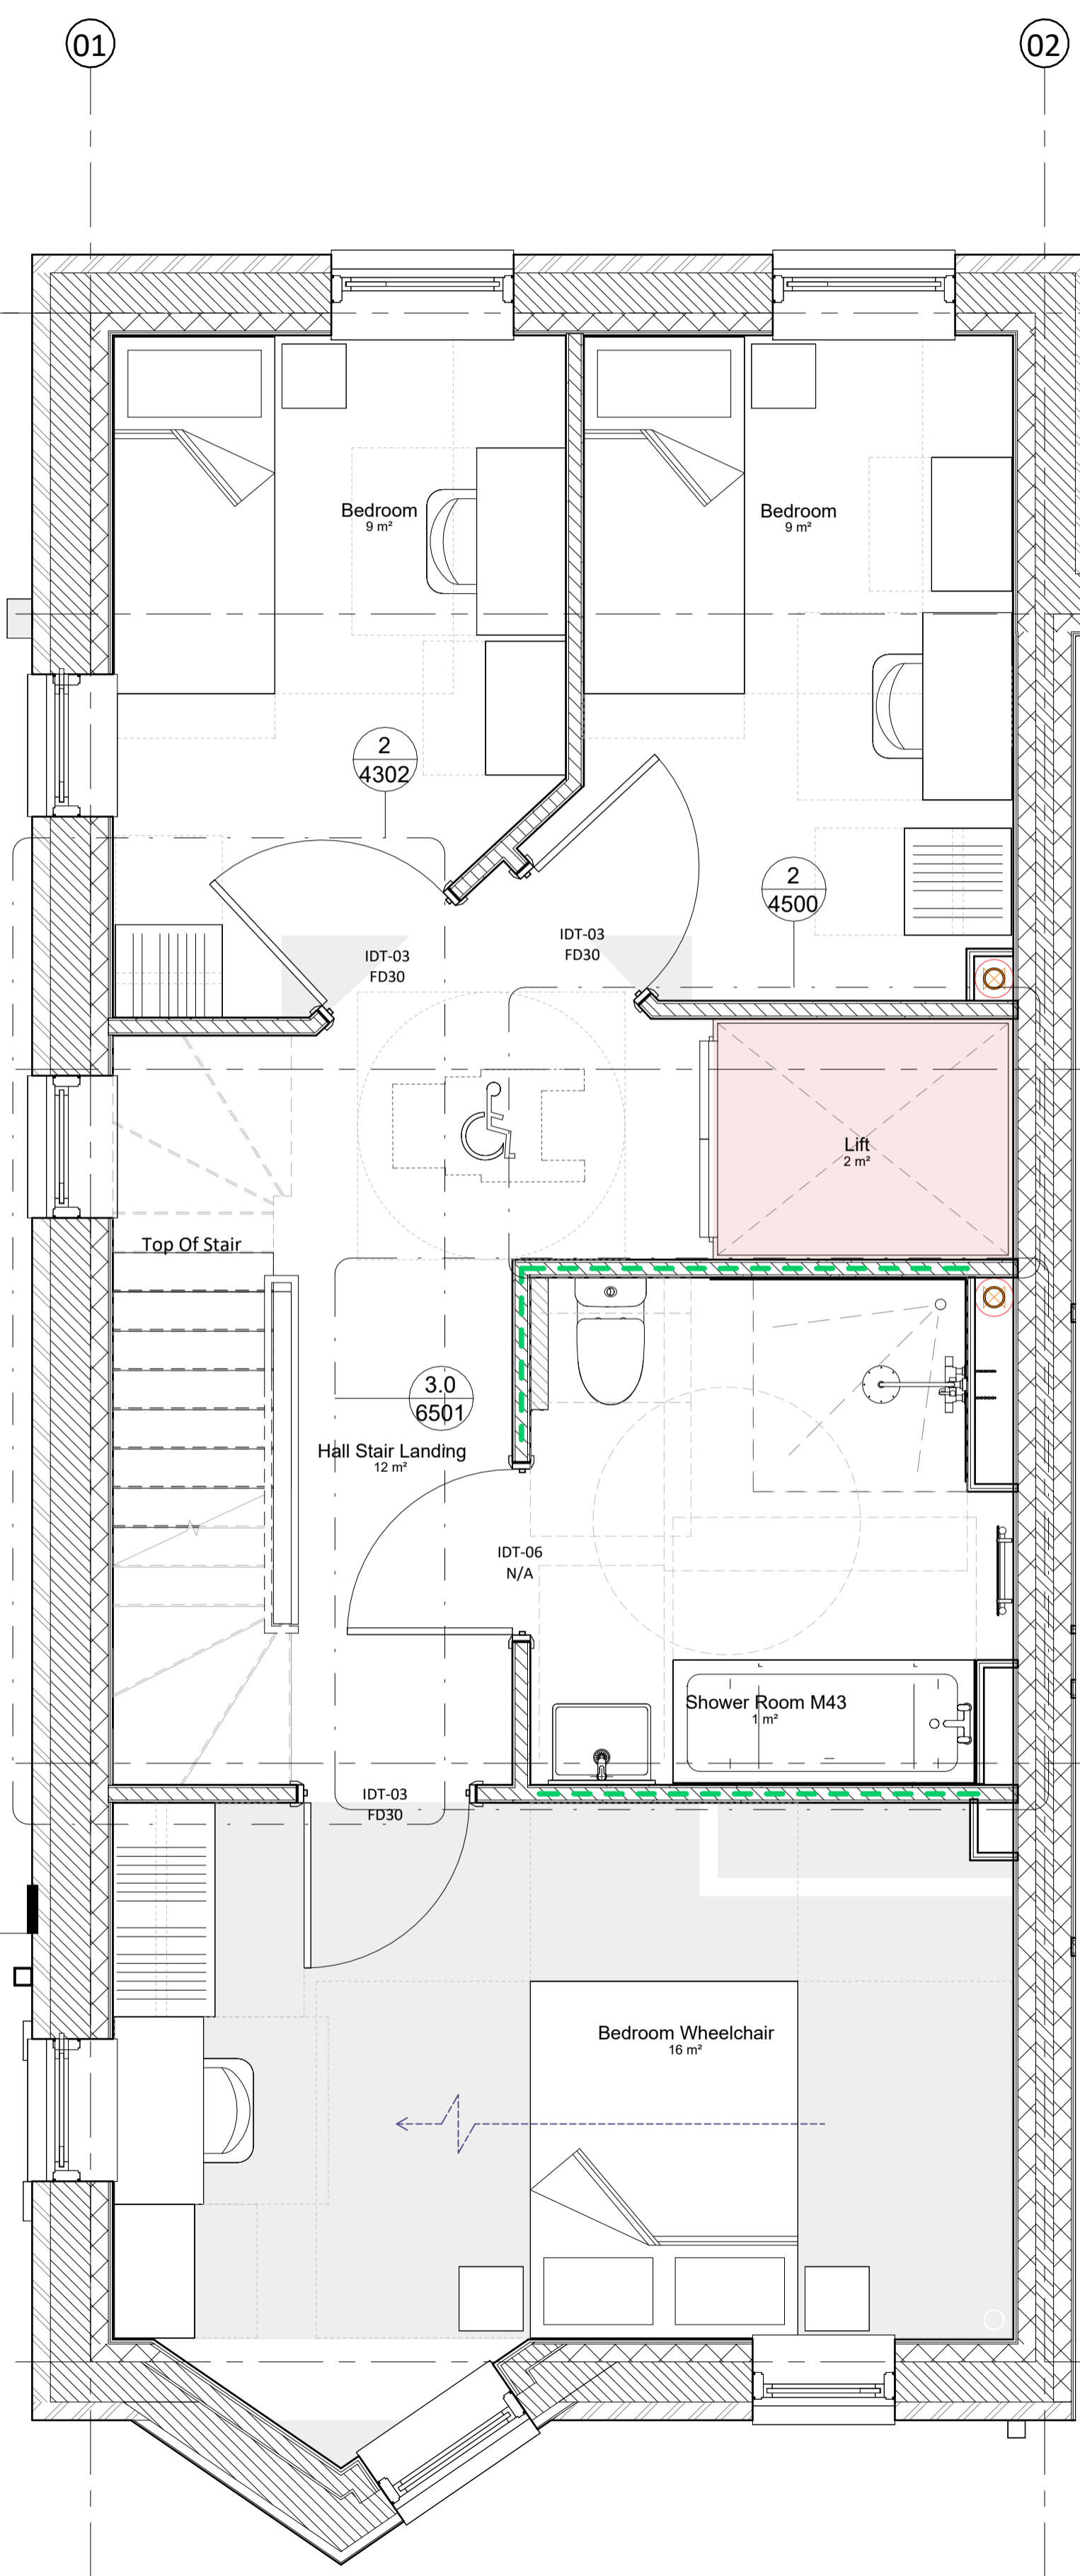 01
02
Bedroom
9 m²
Bedroom
9 m²
2
4302
2
4500
IDT-03
FD30
IDT-03
FD30
Lift
2 m²
Top Of Stair
3.0
6501
Hall Stair Landing
12 m²
IDT-06
N/A
Shower Room M43
1 m²
IDT-03
FD30
Bedroom Wheelchair
16 m²